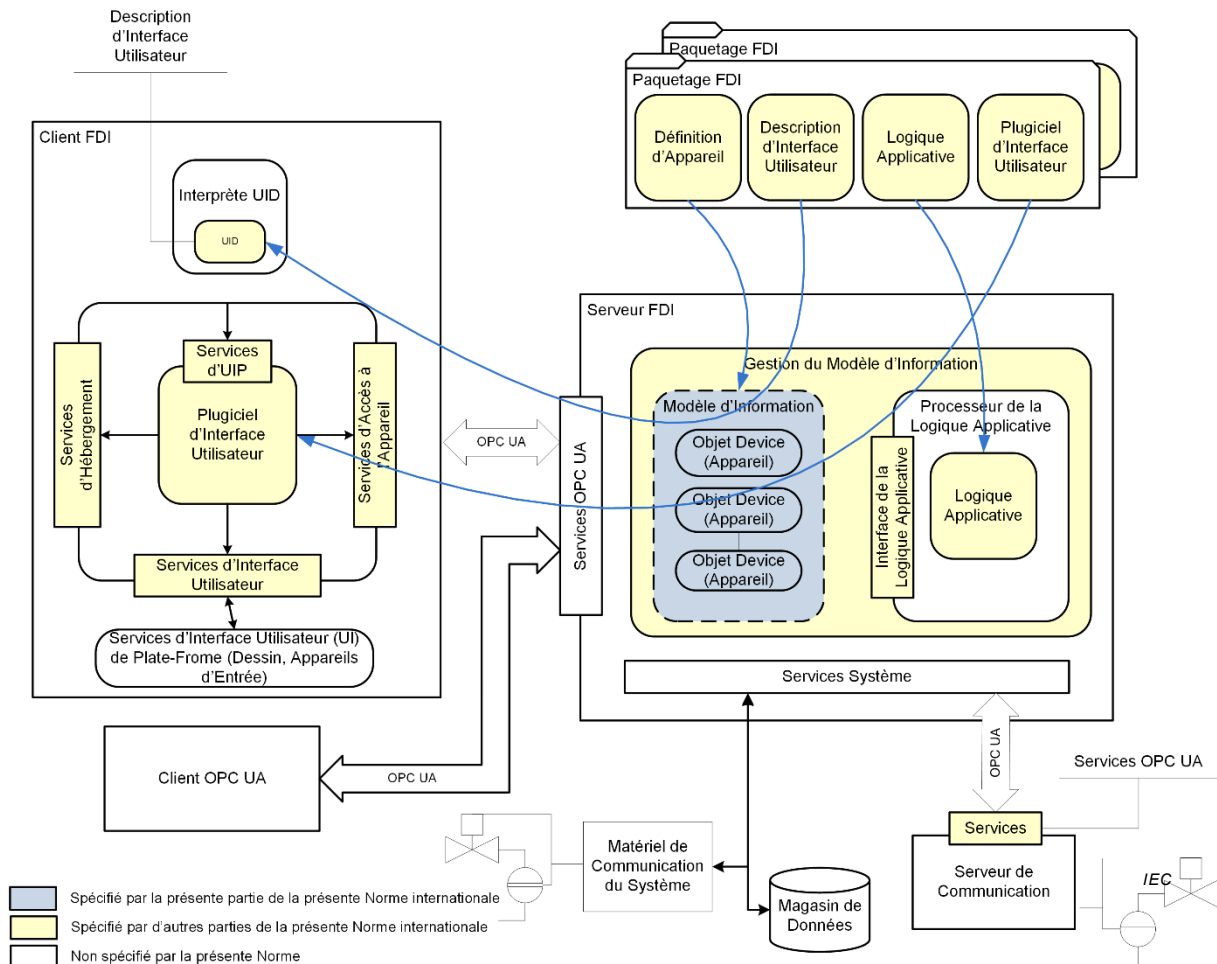 Description
d'Interface
Utilisateur
Paquetage FDI
Paquetage FDI
Définition
d'Appareil
Description
d'Interface
Utilisateur
Logique
Applicative
Plugiciel
d'Interface
Utilisateur
Client FDI
Interprète UID
UID
Services
d'UIP
Plugiciel
d'Interface
Utilisateur
Services
d'Hébergement
Services d'Accès à
l'Appareil
Services d'Interface
Utilisateur
Services d'Interface Utilisateur (UI)
de Plate-Frome (Dessin, Appareils
d'Entrée)
OPC UA
Services OPC UA
Serveur FDI
Gestion du Modèle d'Information
Modèle d'Information
Objet Device
(Appareil)
Objet Device
(Appareil)
Objet Device
(Appareil)
Processeur de la
Logique Applicative
Interface de la
Logique Applicative
Logique
Applicative
Services Système
Client OPC UA
OPC UA
OPC UA
Services OPC UA
Services
Serveur de
Communication
IEC
Matériel de
Communication
du Système
Magasin de
Données
Spécifié par la présente partie de la présente Norme internationale
Spécifié par d'autres parties de la présente Norme internationale
Non spécifié par la présente Norme